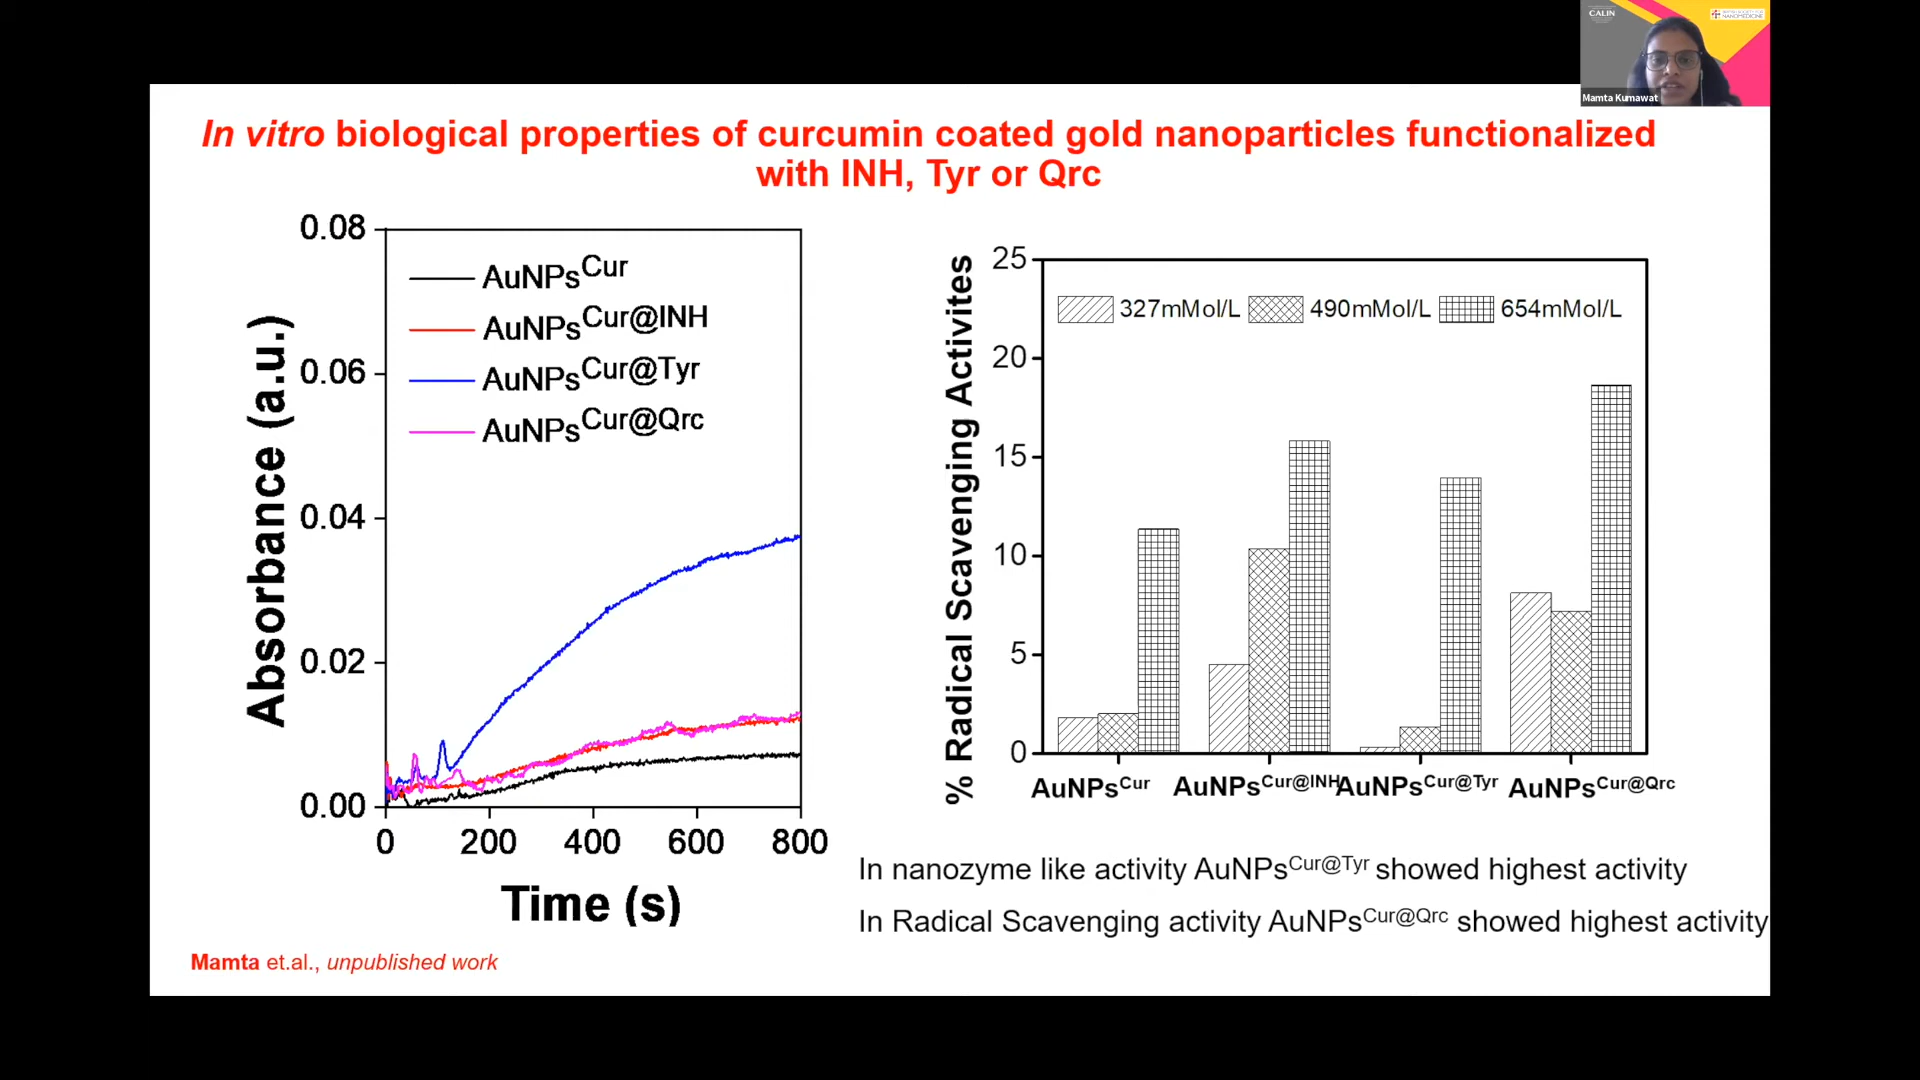 CALIN
NANOMEDICINE
Mamta Kumawat
In vitro biological properties of curcumin coated gold nanoparticles functionalized
with INH, Tyr or Qrc
0.08
0.06
0.04
0.02
0.00
Absorbance (a.u.)
AuNPsCur
AuNPsCur@INH
AuNPsCur@Tyr
AuNPsCur@Qrc
0 200 400 600 800
Time (s)
25
20
15
10
5
0
% Radical Scavenging Activites
327mMol/L 490mMol/L 654mMol/L
AuNPsCur AuNPsCur@INH AuNPsCur@Tyr AuNPsCur@Qrc
In nanozyme like activity AuNPsCur@Tyr showed highest activity
In Radical Scavenging activity AuNPsCur@Qrc showed highest activity
Mamta et.al., unpublished work